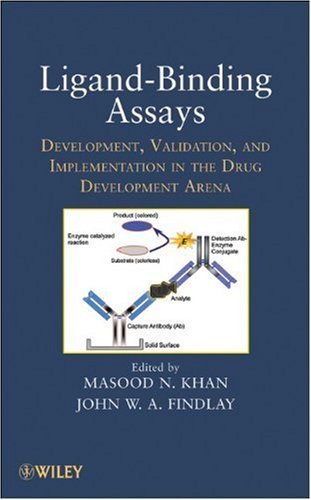 Ligand-Binding
Assays
Development, Validation, and
Implementation in the Drug
Development Arena
Product (colored)
Enzyme catalyzed
reaction
E
Detection Ab-
Enzyme
Conjugate
Substrate (colorless)
Analyte
Capture Antibody (Ab)
Solid Surface
Edited by
Masood N. Khan
John W. A. Findlay
WILEY